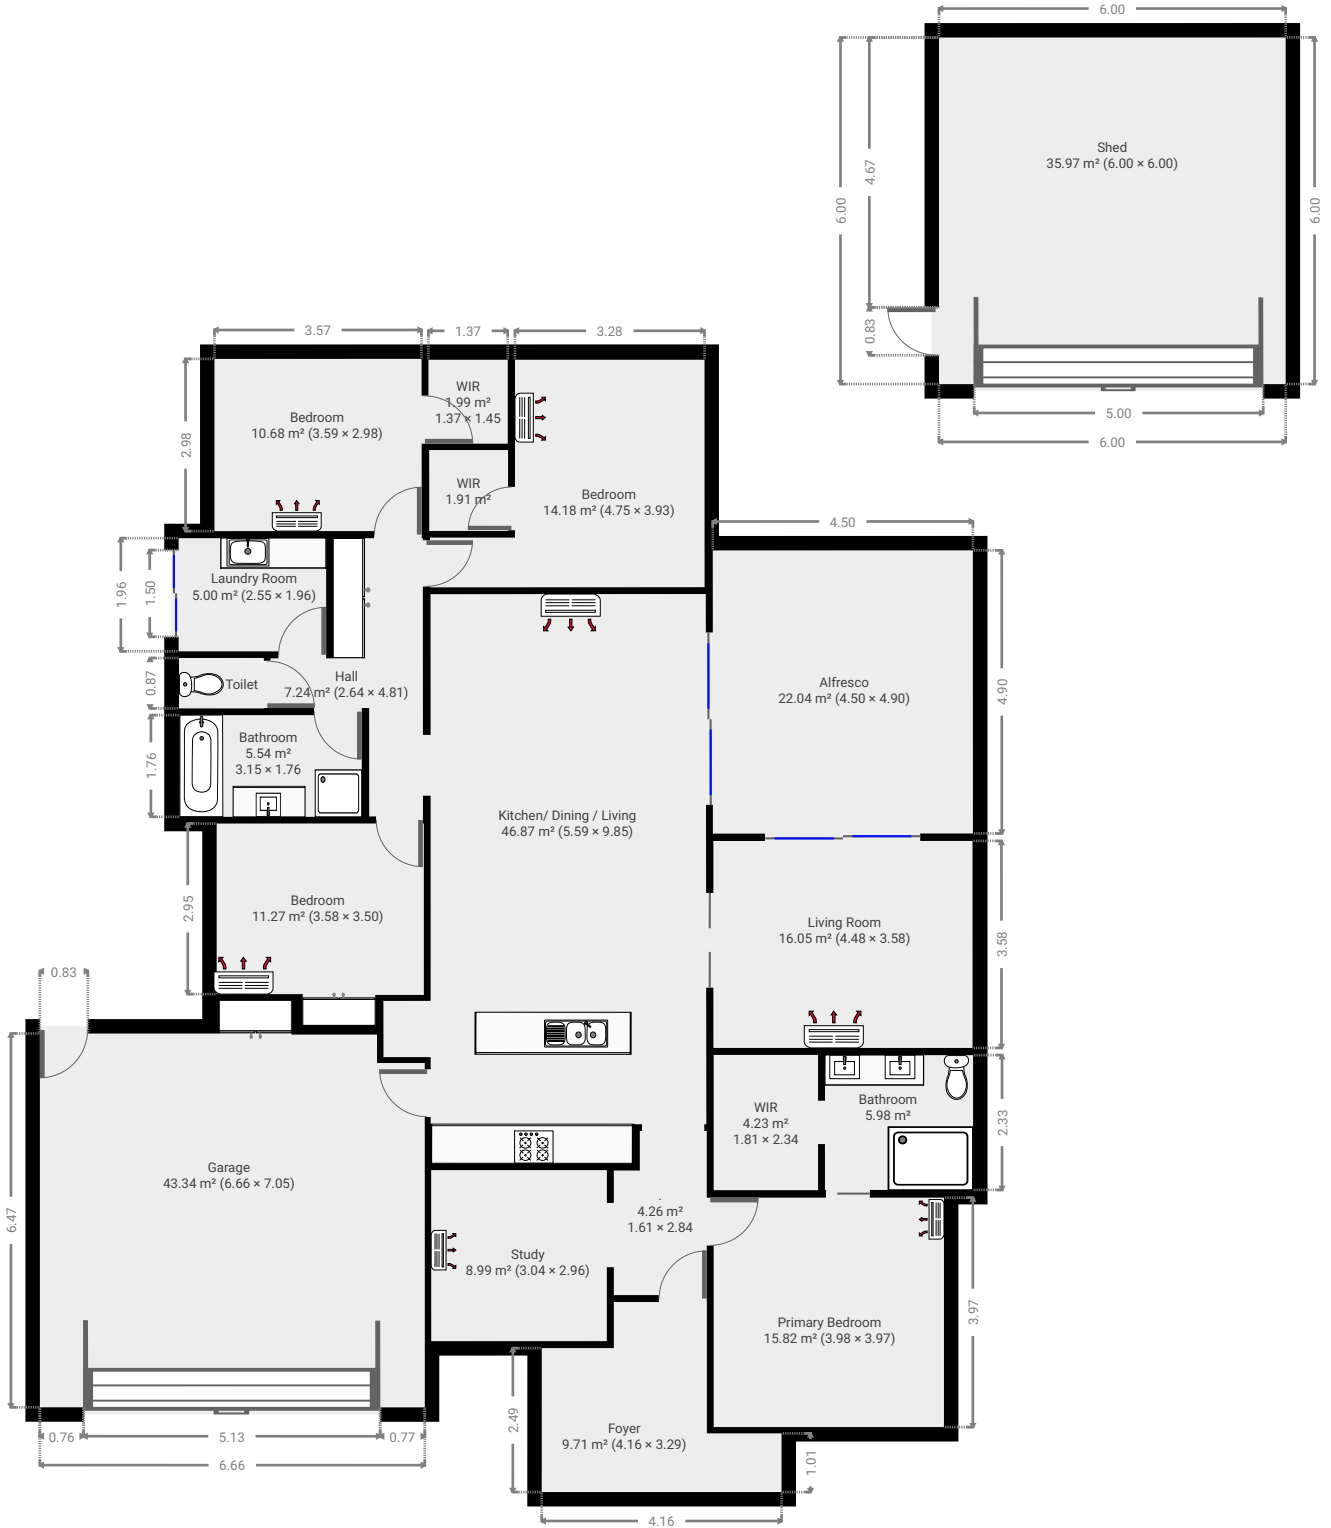 6.00
Shed
35.97 m² (6.00 × 6.00)
4.67
6.00
6.00
0.83
5.00
6.00
3.57
1.37
3.28
WIR
1.99 m²
1.37 × 1.45
Bedroom
10.68 m² (3.59 × 2.98)
2.98
WIR
1.91 m²
Bedroom
14.18 m² (4.75 × 3.93)
4.50
Laundry Room
5.00 m² (2.55 × 1.96)
1.96
1.50
Hall
7.24 m² (2.64 × 4.81)
0.87
Toilet
Alfresco
22.04 m² (4.50 × 4.90)
4.90
Bathroom
5.54 m²
3.15 × 1.76
1.76
Kitchen/ Dining / Living
46.87 m² (5.59 × 9.85)
Bedroom
11.27 m² (3.58 × 3.50)
2.95
Living Room
16.05 m² (4.48 × 3.58)
3.58
0.83
WIR
4.23 m²
1.81 × 2.34
Bathroom
5.98 m²
2.33
Garage
43.34 m² (6.66 × 7.05)
6.47
.
4.26 m²
1.61 × 2.84
Study
8.99 m² (3.04 × 2.96)
Primary Bedroom
15.82 m² (3.98 × 3.97)
3.97
2.49
Foyer
9.71 m² (4.16 × 3.29)
0.76
5.13
0.77
6.66
1.01
4.16